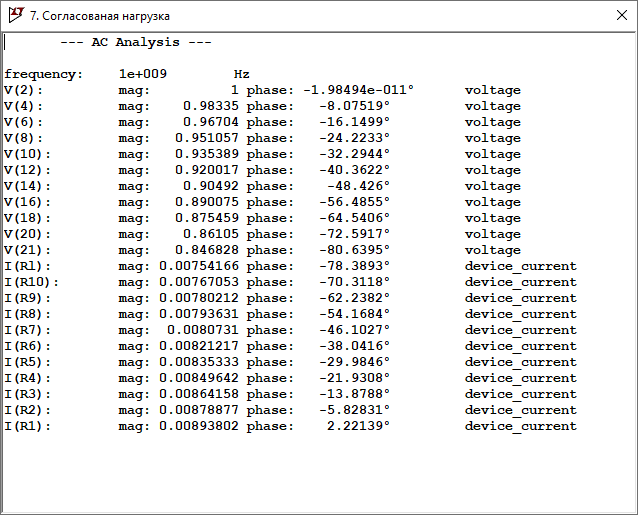 7. Согласованая нагрузка
--- AC Analysis ---
frequency: 1e+009 Hz
V(2): mag: 1 phase: -1.98494e-011° voltage
V(4): mag: 0.98335 phase: -8.07519° voltage
V(6): mag: 0.96704 phase: -16.1499° voltage
V(8): mag: 0.951057 phase: -24.2233° voltage
V(10): mag: 0.935389 phase: -32.2944° voltage
V(12): mag: 0.920017 phase: -40.3622° voltage
V(14): mag: 0.90492 phase: -48.426° voltage
V(16): mag: 0.890075 phase: -56.4855° voltage
V(18): mag: 0.875459 phase: -64.5406° voltage
V(20): mag: 0.86105 phase: -72.5917° voltage
V(21): mag: 0.846828 phase: -80.6395° voltage
I(Rl): mag: 0.00754166 phase: -78.3893° device_current
I(R10): mag: 0.00767053 phase: -70.3118° device_current
I(R9): mag: 0.00780212 phase: -62.2382° device_current
I(R8): mag: 0.00793631 phase: -54.1684° device_current
I(R7): mag: 0.0080731 phase: -46.1027° device_current
I(R6): mag: 0.00821217 phase: -38.0416° device_current
I(R5): mag: 0.00835333 phase: -29.9846° device_current
I(R4): mag: 0.00849642 phase: -21.9308° device_current
I(R3): mag: 0.00864158 phase: -13.8788° device_current
I(R2): mag: 0.00878877 phase: -5.82831° device_current
I(R1): mag: 0.00893802 phase: 2.22139° device_current